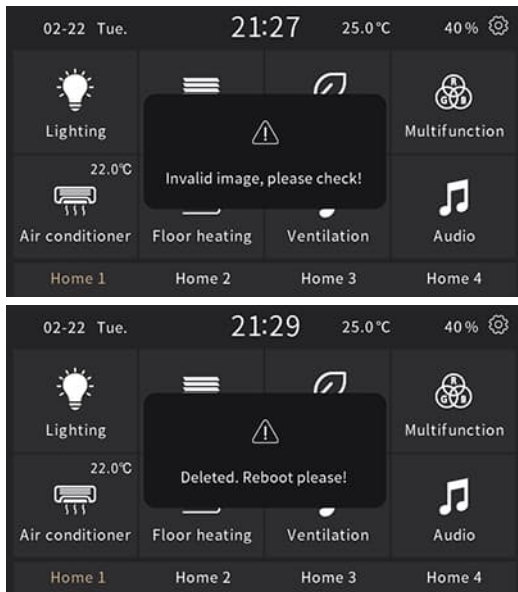 02-22 Tue. 21:27 25.0°C 40% 
R
G B
Lighting Multifunction
Invalid image, please check!
22.0°C
Air conditioner Floor heating Ventilation Audio
Home 1 Home 2 Home 3 Home 4
02-22 Tue. 21:29 25.0°C 40%
R
G B
Lighting Multifunction
Deleted. Reboot please!
22.0°C
Air conditioner Floor heating Ventilation Audio
Home 1 Home 2 Home 3 Home 4